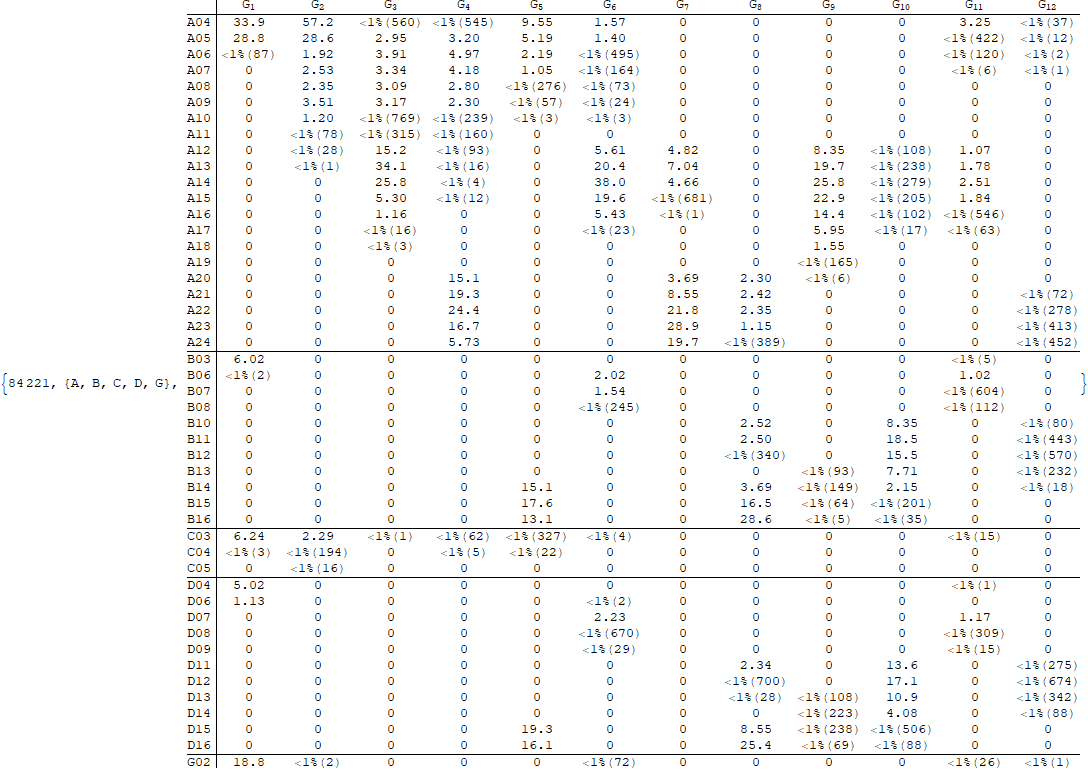 G1 G2 G3 G4 G5 G6 G7 G8 G9 G10 G11 G12
A04 33.9 57.2 <1%(560) <1%(545) 9.55 1.57 0 0 0 0 3.25 <1%(37)
A05 28.8 28.6 2.95 3.20 5.19 1.40 0 0 0 0 <1%(422) <1%(12)
A06 <1%(87) 1.92 3.91 4.97 2.19 <1%(495) 0 0 0 0 <1%(120) <1%(2)
A07 0 2.53 3.34 4.18 1.05 <1%(164) 0 0 0 0 <1%(6) <1%(1)
A08 0 2.35 3.09 2.80 <1%(276) <1%(73) 0 0 0 0 0 0
A09 0 3.51 3.17 2.30 <1%(57) <1%(24) 0 0 0 0 0 0
A10 0 1.20 <1%(769) <1%(239) <1%(3) <1%(3) 0 0 0 0 0 0
A11 0 <1%(78) <1%(315) <1%(160) 0 0 0 0 0 0 0 0
A12 0 <1%(28) 15.2 <1%(93) 0 5.61 4.82 0 8.35 <1%(108) 1.07 0
A13 0 <1%(1) 34.1 <1%(16) 0 20.4 7.04 0 19.7 <1%(238) 1.78 0
A14 0 0 25.8 <1%(4) 0 38.0 4.66 0 25.8 <1%(279) 2.51 0
A15 0 0 5.30 <1%(12) 0 19.6 <1%(681) 0 22.9 <1%(205) 1.84 0
A16 0 0 1.16 0 0 5.43 <1%(1) 0 14.4 <1%(102) <1%(546) 0
A17 0 0 <1%(16) 0 0 <1%(23) 0 0 5.95 <1%(17) <1%(63) 0
A18 0 0 <1%(3) 0 0 0 0 0 1.55 0 0 0
A19 0 0 0 0 0 0 0 0 <1%(165) 0 0 0
A20 0 0 0 15.1 0 0 3.69 2.30 <1%(6) 0 0 0
A21 0 0 0 19.3 0 0 8.55 2.42 0 0 0 <1%(72)
A22 0 0 0 24.4 0 0 21.8 2.35 0 0 0 <1%(278)
A23 0 0 0 16.7 0 0 28.9 1.15 0 0 0 <1%(413)
A24 0 0 0 5.73 0 0 19.7 <1%(389) 0 0 0 <1%(452)
B03 6.02 0 0 0 0 0 0 0 0 0 <1%(5) 0
{84221, {A, B, C, D, G}, B06 <1%(2) 0 0 0 0 2.02 0 0 0 0 1.02 0 }
B07 0 0 0 0 0 1.54 0 0 0 0 <1%(604) 0
B08 0 0 0 0 0 <1%(245) 0 0 0 0 <1%(112) 0
B10 0 0 0 0 0 0 0 2.52 0 8.35 0 <1%(80)
B11 0 0 0 0 0 0 0 2.50 0 18.5 0 <1%(443)
B12 0 0 0 0 0 0 0 <1%(340) 0 15.5 0 <1%(570)
B13 0 0 0 0 0 0 0 0 <1%(93) 7.71 0 <1%(232)
B14 0 0 0 0 15.1 0 0 3.69 <1%(149) 2.15 0 <1%(18)
B15 0 0 0 0 17.6 0 0 16.5 <1%(64) <1%(201) 0 0
B16 0 0 0 0 13.1 0 0 28.6 <1%(5) <1%(35) 0 0
C03 6.24 2.29 <1%(1) <1%(62) <1%(327) <1%(4) 0 0 0 0 <1%(15) 0
C04 <1%(3) <1%(194) 0 <1%(5) <1%(22) 0 0 0 0 0 0 0
C05 0 <1%(16) 0 0 0 0 0 0 0 0 0 0
D04 5.02 0 0 0 0 0 0 0 0 0 <1%(1) 0
D06 1.13 0 0 0 0 <1%(2) 0 0 0 0 0 0
D07 0 0 0 0 0 2.23 0 0 0 0 1.17 0
D08 0 0 0 0 0 <1%(670) 0 0 0 0 <1%(309) 0
D09 0 0 0 0 0 <1%(29) 0 0 0 0 <1%(15) 0
D11 0 0 0 0 0 0 0 2.34 0 13.6 0 <1%(275)
D12 0 0 0 0 0 0 0 <1%(700) 0 17.1 0 <1%(674)
D13 0 0 0 0 0 0 0 <1%(28) <1%(108) 10.9 0 <1%(342)
D14 0 0 0 0 0 0 0 0 <1%(223) 4.08 0 <1%(88)
D15 0 0 0 0 19.3 0 0 8.55 <1%(238) <1%(506) 0 0
D16 0 0 0 0 16.1 0 0 25.4 <1%(69) <1%(88) 0 0
G02 18.8 <1%(2) 0 0 0 <1%(72) 0 0 0 0 <1%(26) <1%(1)